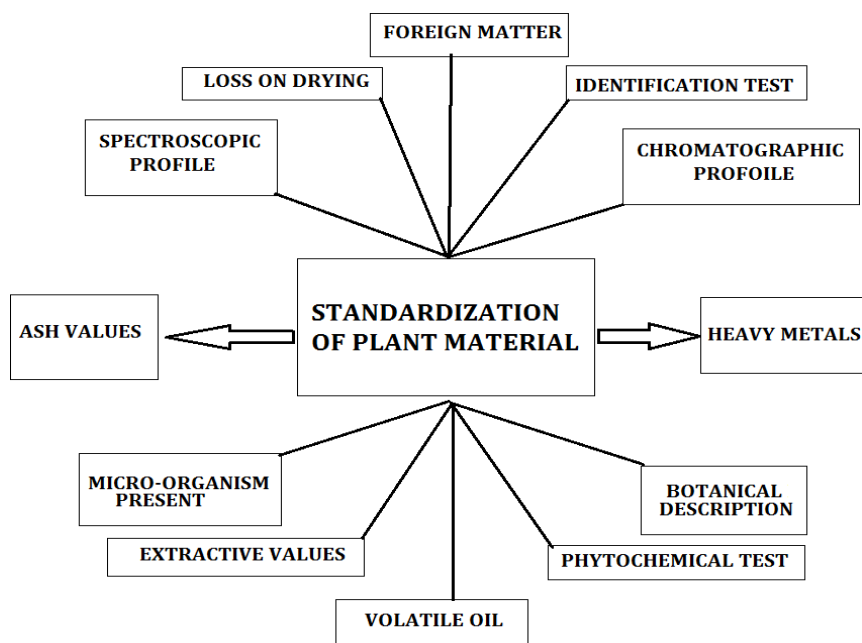 FOREIGN MATTER
LOSS ON DRYING
IDENTIFICATION TEST
SPECTROSCOPIC
PROFILE
CHROMATOGRAPHIC
PROFOILE
STANDARDIZATION
OF PLANT MATERIAL
ASH VALUES
HEAVY METALS
MICRO-ORGANISM
PRESENT
BOTANICAL
DESCRIPTION
EXTRACTIVE VALUES
PHYTOCHEMICAL TEST
VOLATILE OIL